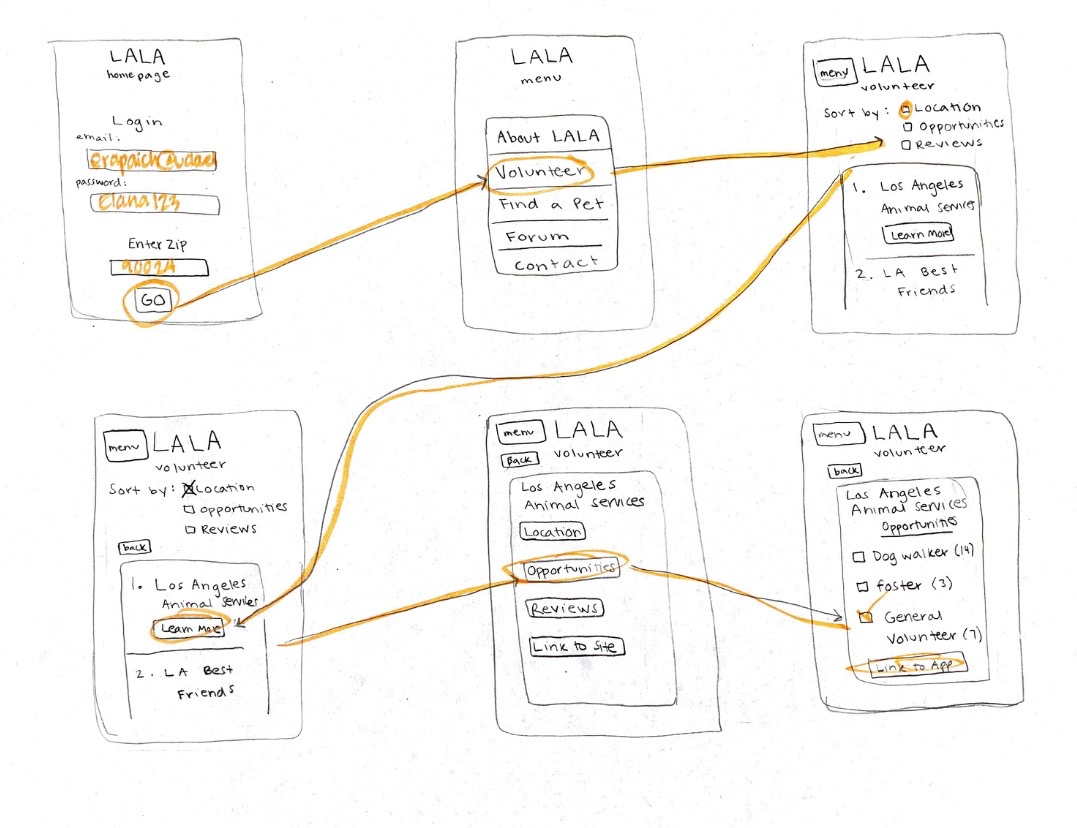 LALA
home page
Login
email:
password:
Elana123
Enter Zip
90024
GO
LALA
menu
About LALA
Volunteer
Find a Pet
Forum
Contact
menu
LALA
volunteer
Sort by: Location
Opportunities
Reviews
1. Los Angeles
Animal Services
Learn More
2. LA Best
Friends
menu
LALA
volunteer
Sort by: Location
Opportunities
Reviews
back
1. Los Angeles
Animal Services
Learn More
2. LA Best
Friends
menu
LALA
Back
volunteer
Los Angeles
Animal Services
Location
Opportunities
Reviews
Link to Site
menu
LALA
volunteer
back
Los Angeles
Animal Services
Opportunities
Dog walker (14)
foster (3)
General
Volunteer (7)
Link to App